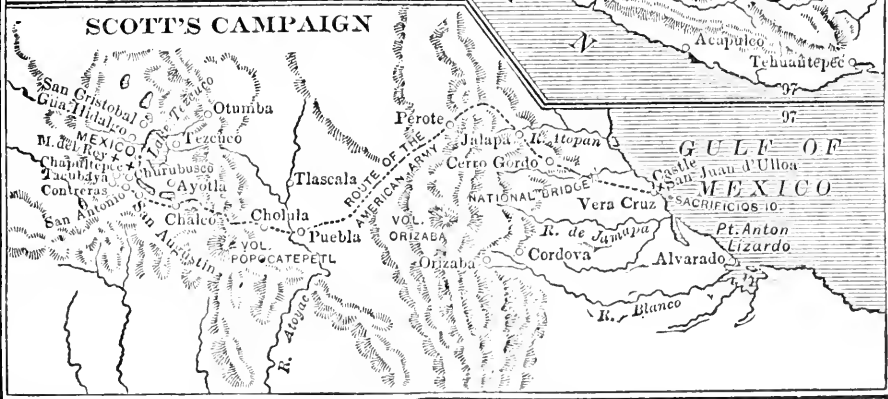 SCOTT'S CAMPAIGN
N
Acapulco
Tehuantepec
97
97
San Cristobal
Gua. Hidalgo
MEXICO
M. del Rey
Chapultepec
Tacubaya
Contreras
San Antonio
San Augustin
Lake Tezcuco
Otumba
Tezcuco
Churubusco
Ayotla
Chalco
Cholula
Puebla
Tlascala
VOL.
POPOCATEPETL
R. Atoyac
ROUTE OF THE
AMERICAN ARMY
Perote
Jalapa
R. Atopan
Cerro Gordo
NATIONAL BRIDGE
VOL.
ORIZABA
Orizaba
Cordova
R. de Jamapa
R. Blanco
Vera Cruz
Castle
San Juan d'Ulloa
GULF OF
MEXICO
SACRIFICIOS IO.
Pt. Anton
Lizardo
Alvarado